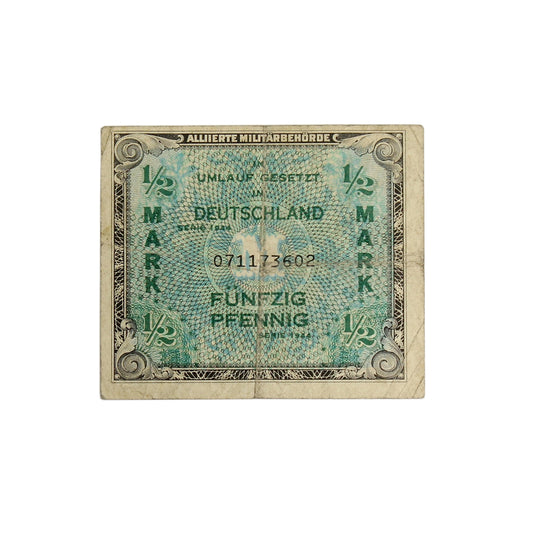 ALLIIERTE MILITÄRBEHÖRDE
IN
UMLAUF GESETZT
IN
DEUTSCHLAND
SERIE 1944
M
071173602
FÜNFZIG
PFENNIG
SERIE 1944
1/2
MARK
1/2
1/2
MARK
1/2